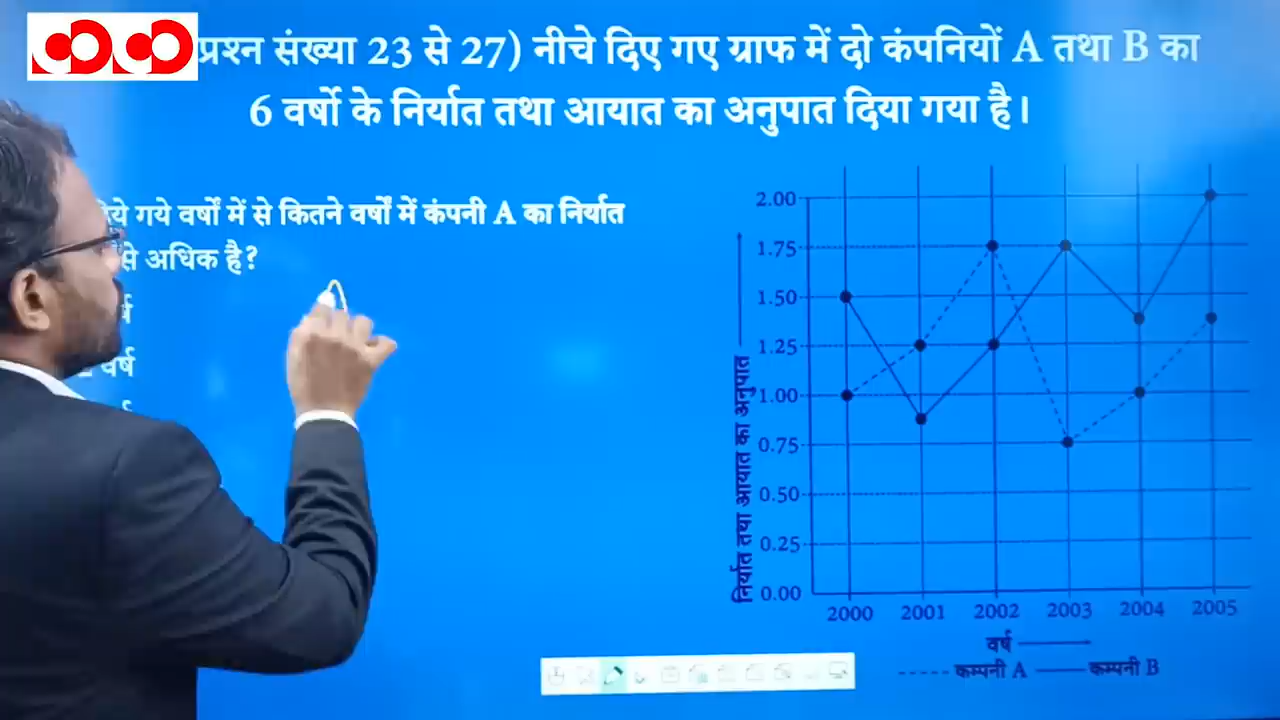 प्रश्न संख्या 23 से 27) नीचे दिए गए ग्राफ में दो कंपनियों A तथा B का
6 वर्षो के निर्यात तथा आयात का अनुपात दिया गया है।
गये वर्षों में से कितने वर्षों में कंपनी A का निर्यात
से अधिक है?
वर्ष
निर्यात तथा आयात का अनुपात
2.00
1.75
1.50
1.25
1.00
0.75
0.50
0.25
0.00
2000 2001 2002 2003 2004 2005
वर्ष
कम्पनी A कम्पनी B